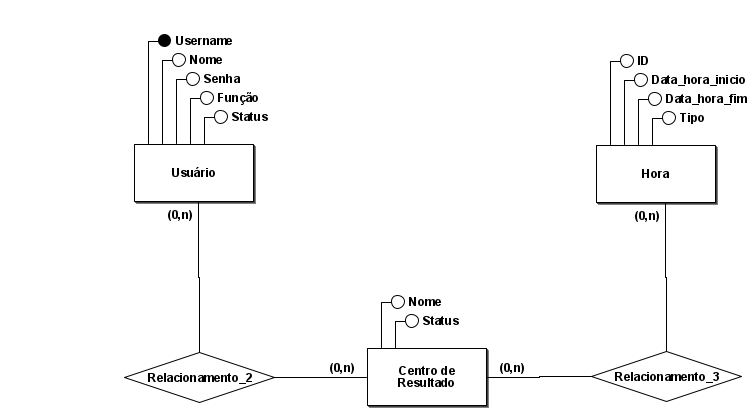 Username
Nome
Senha
Função
Status
Usuário
(0,n)
ID
Data_hora_inicio
Data_hora_fim
Tipo
Hora
(0,n)
Nome
Status
Centro de
Resultado
(0,n)
(0,n)
Relacionamento_2
Relacionamento_3